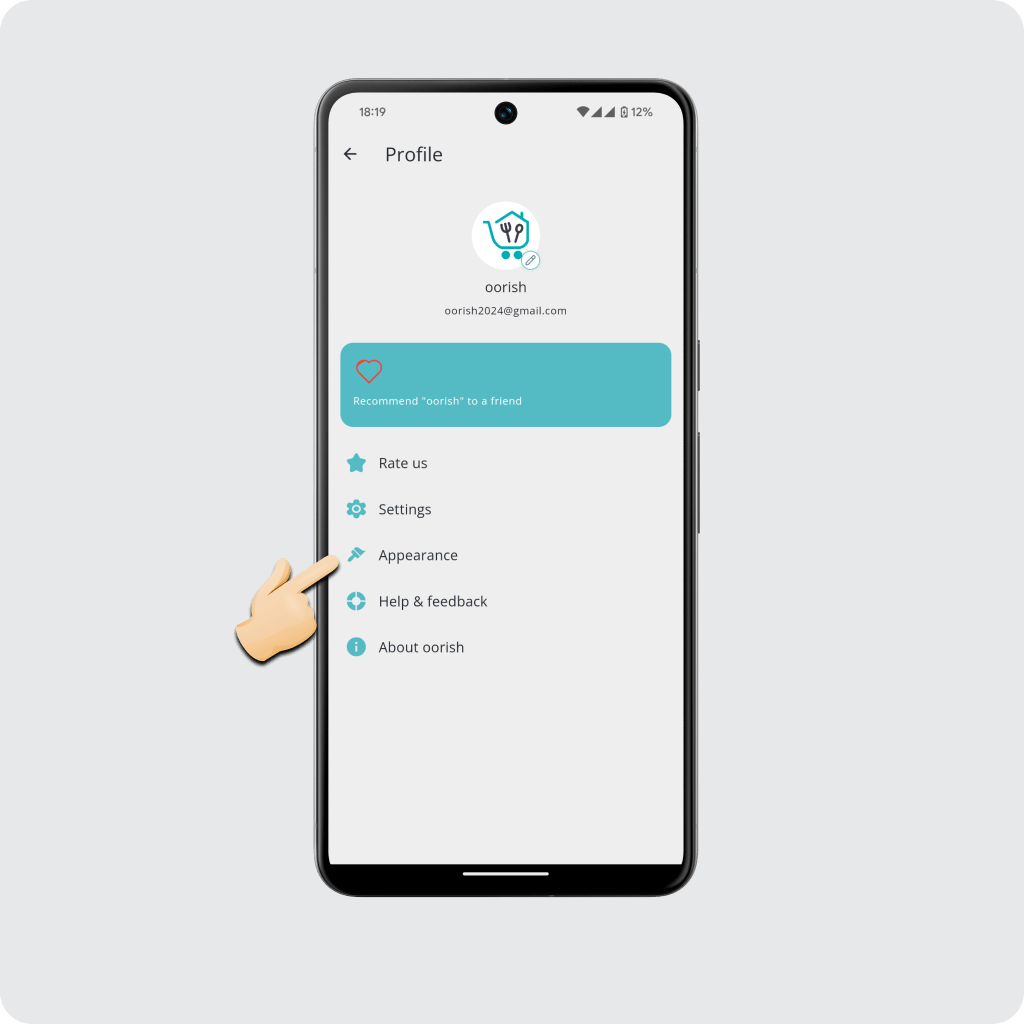 18:19
12%
Profile
oorish
oorish2024@gmail.com
Recommend "oorish" to a friend
Rate us
Settings
Appearance
Help & feedback
About oorish